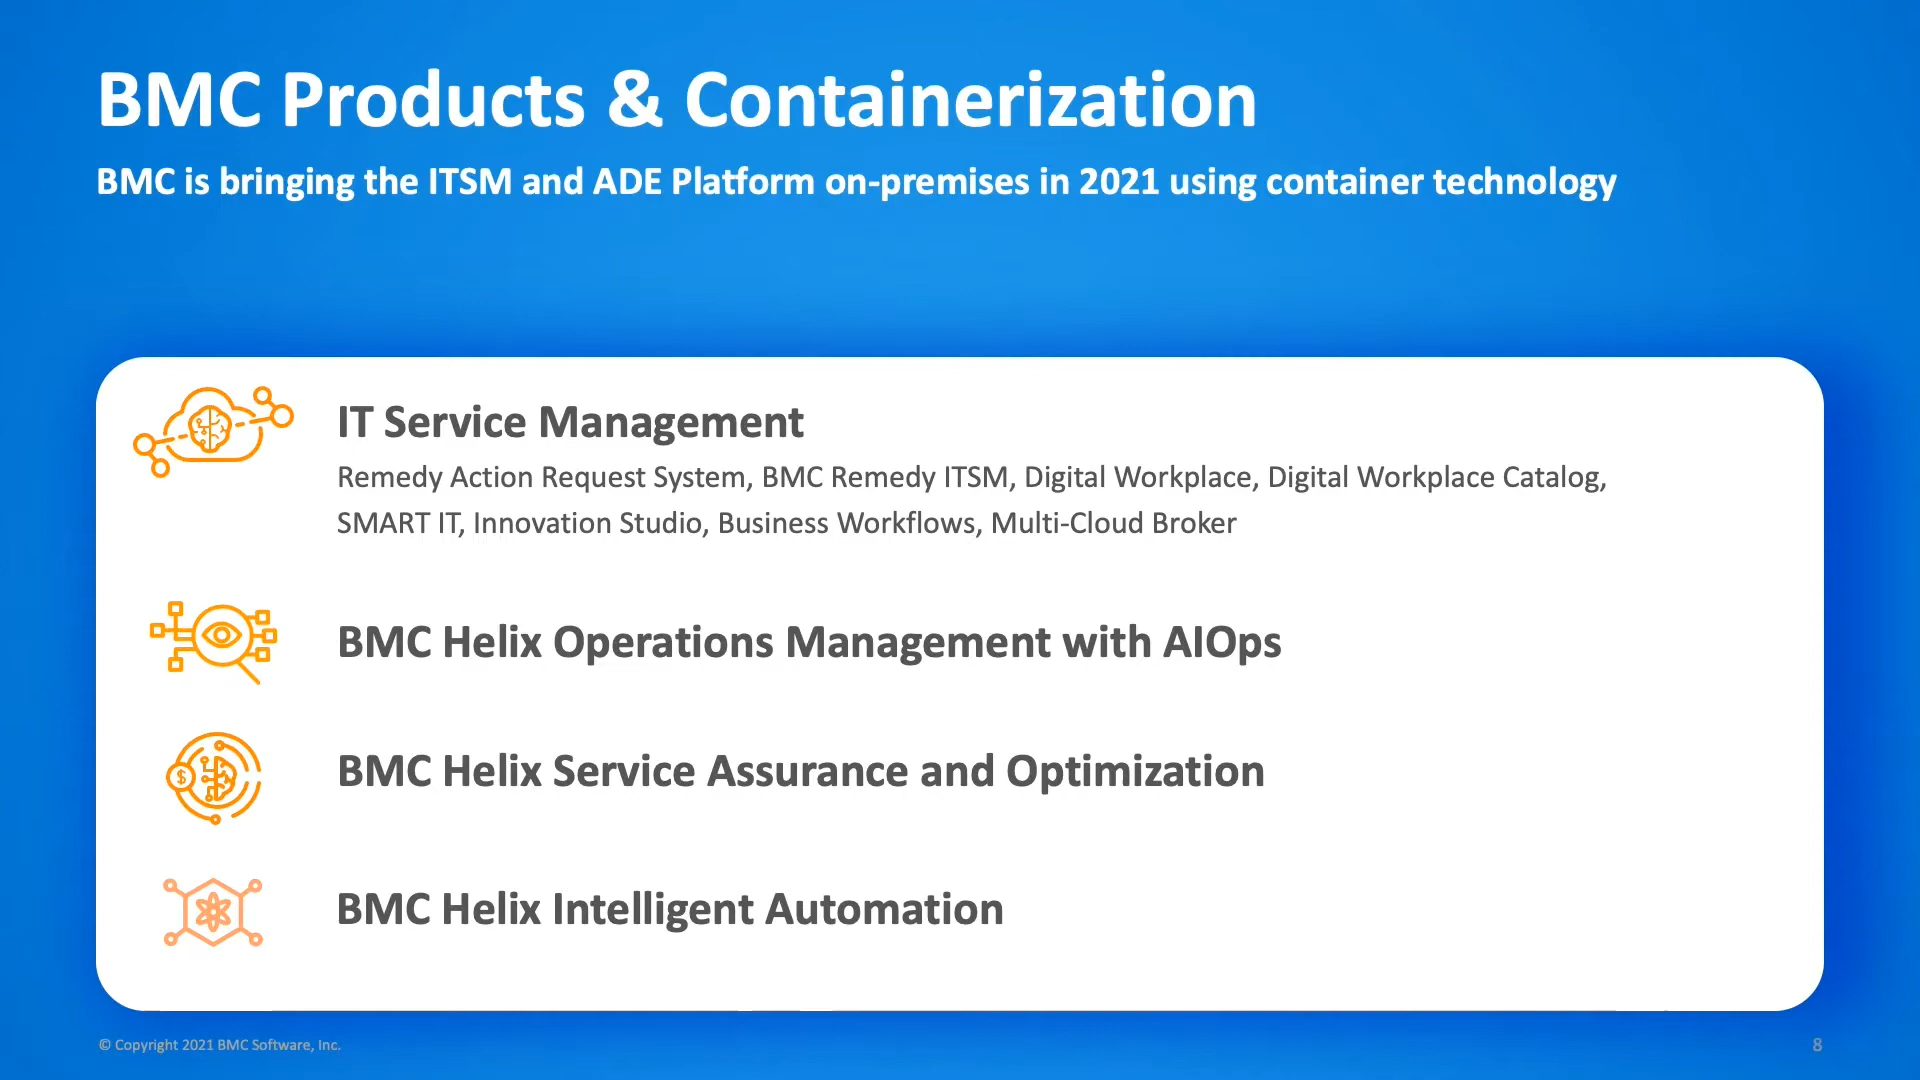 BMC Products & Containerization
BMC is bringing the ITSM and ADE Platform on-premises in 2021 using container technology
IT Service Management
Remedy Action Request System, BMC Remedy ITSM, Digital Workplace, Digital Workplace Catalog,
SMART IT, Innovation Studio, Business Workflows, Multi-Cloud Broker
BMC Helix Operations Management with AIOps
$
BMC Helix Service Assurance and Optimization
BMC Helix Intelligent Automation
© Copyright 2021 BMC Software, Inc.
8